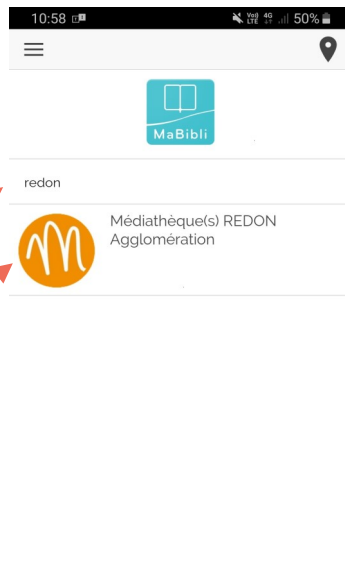 10:58
Vo) 4G
LTE 50%
MaBibli
redon
Médiathèque(s) REDON
Agglomération